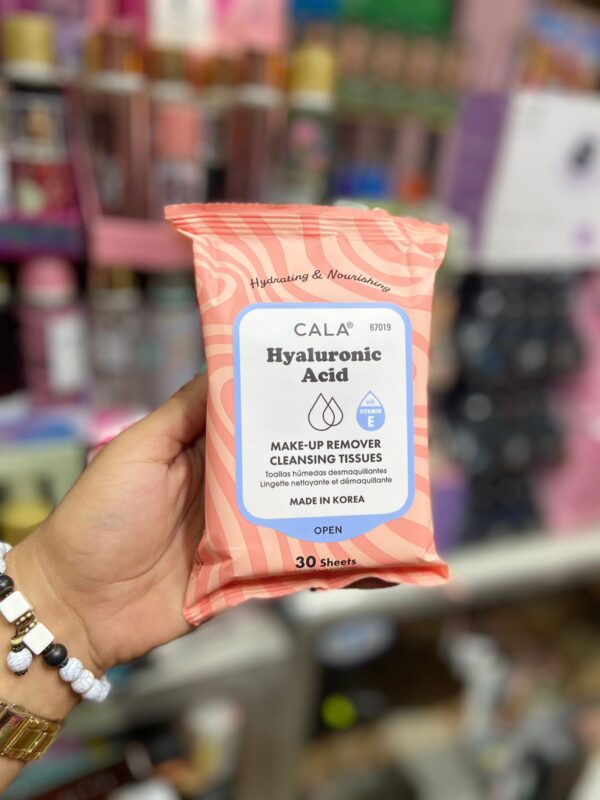 Hydrating & Nourishing
CALA® 67019
Hyaluronic
Acid
with
VITAMIN
E
MAKE-UP REMOVER
CLEANSING TISSUES
Toallas húmedas desmaquillantes
Lingette nettoyante et démaquillante
MADE IN KOREA
OPEN
30 Sheets